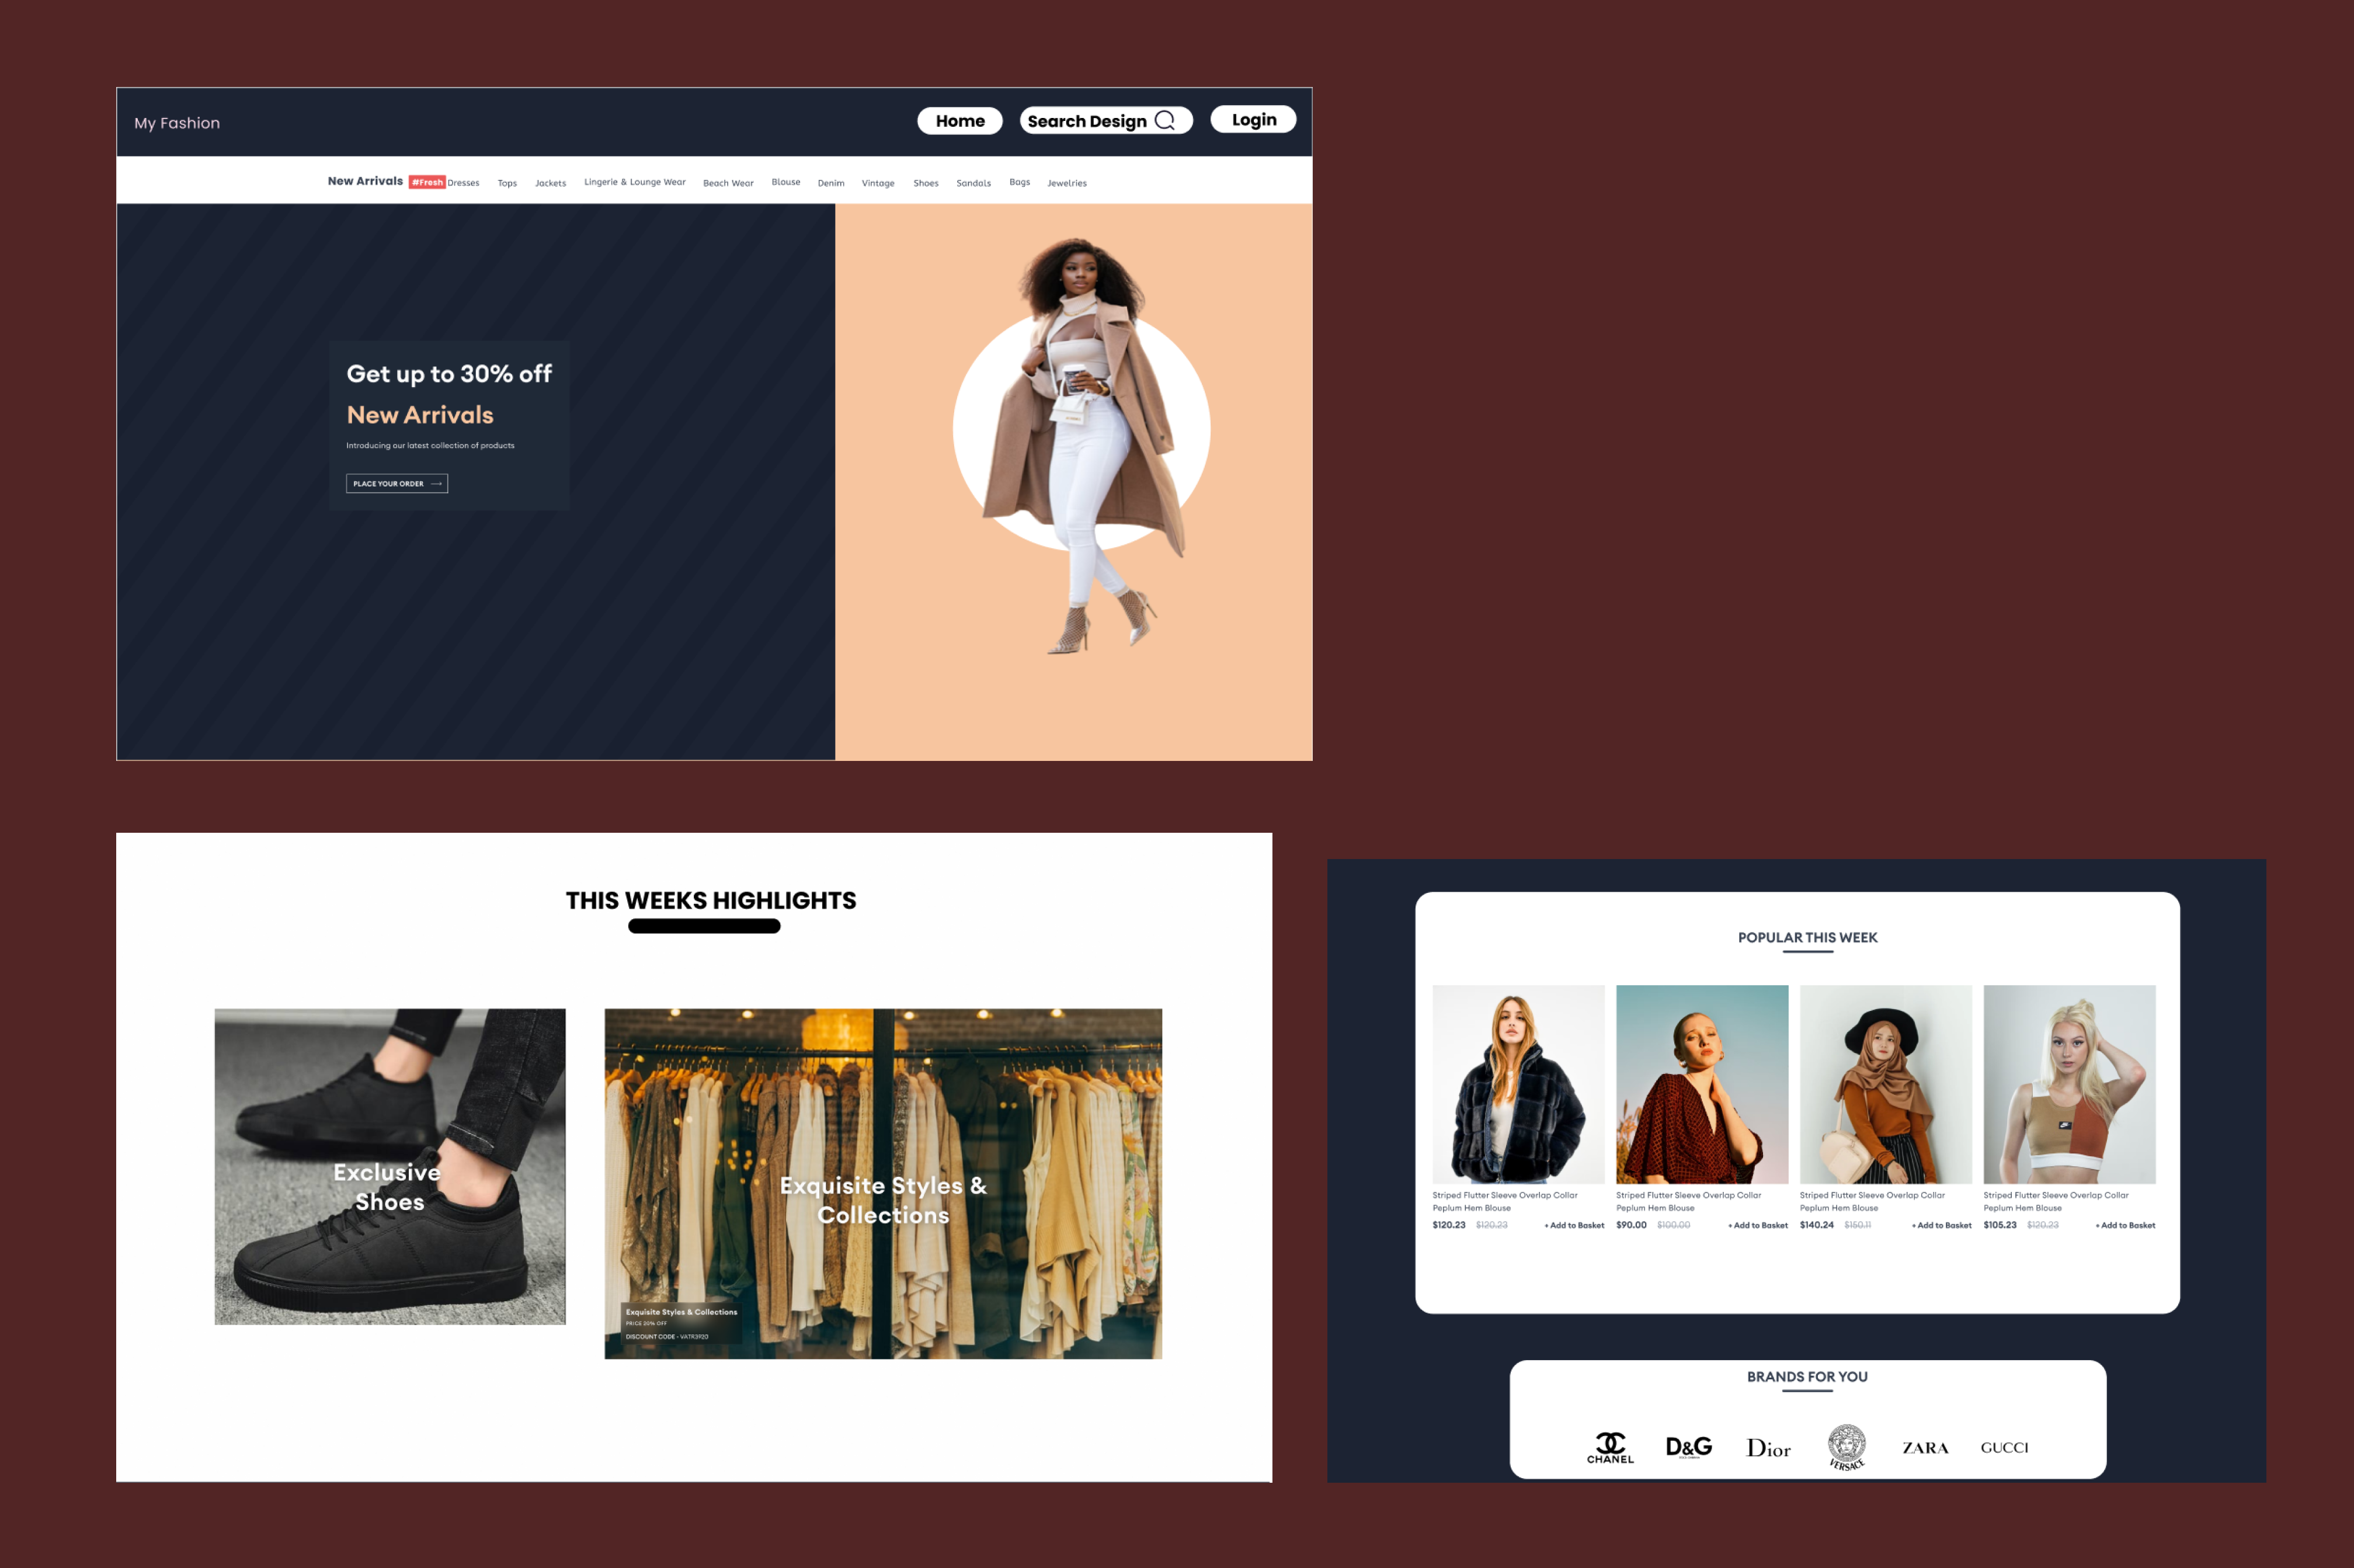 My Fashion
Home
Search Design
Login
New Arrivals #Fresh Dresses Tops Jackets Lingerie & Lounge Wear Beach Wear Blouse Denim Vintage Shoes Sandals Bags Jewelries
Get up to 30% off
New Arrivals
Introducing our latest collection of products
PLACE YOUR ORDER
THIS WEEKS HIGHLIGHTS
Exclusive
Shoes
Exquisite Styles &
Collections
Exquisite Styles & Collections
PRICE 20% OFF
DISCOUNT CODE -
POPULAR THIS WEEK
Striped Flutter Sleeve Overlap Collar
Peplum Hem Blouse
$120.23 $120.23 + Add to Basket
Striped Flutter Sleeve Overlap Collar
Peplum Hem Blouse
$90.00 $100.00 + Add to Basket
Striped Flutter Sleeve Overlap Collar
Peplum Hem Blouse
$140.24 $150.11 + Add to Basket
Striped Flutter Sleeve Overlap Collar
Peplum Hem Blouse
$105.23 $120.23 + Add to Basket
BRANDS FOR YOU
CHANEL
D&G
Dior
VERSACE
ZARA
GUCCI